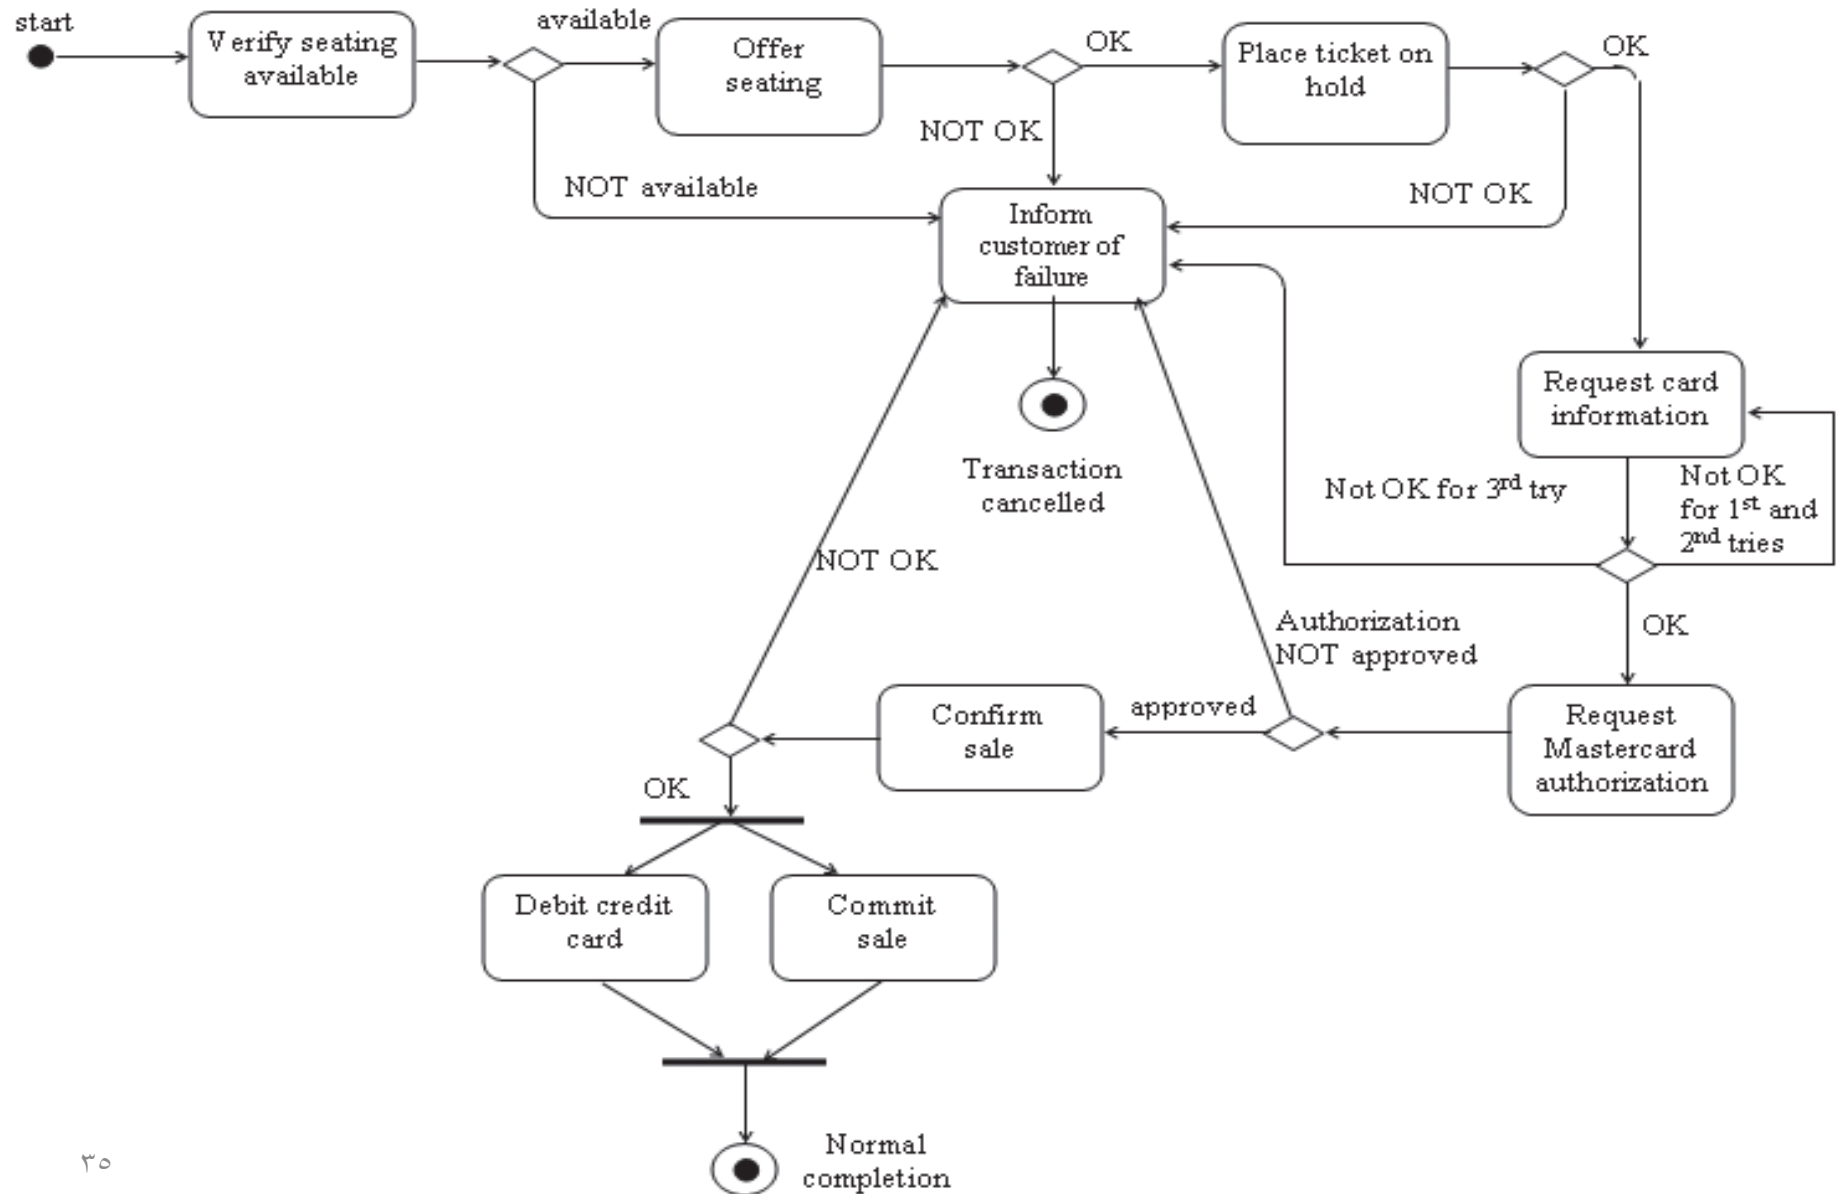 start
Verify seating
available
available
Offer
seating
OK
Place ticket on
hold
OK
NOT OK
NOT available
NOT OK
Inform
customer of
failure
Request card
information
Transaction
cancelled
Not OK for 3rd try
Not OK
for 1st and
2nd tries
NOT OK
Authorization
NOT approved
OK
Confirm
sale
approved
Request
Mastercard
authorization
OK
Debit credit
card
Commit
sale
Normal
completion
٣٥